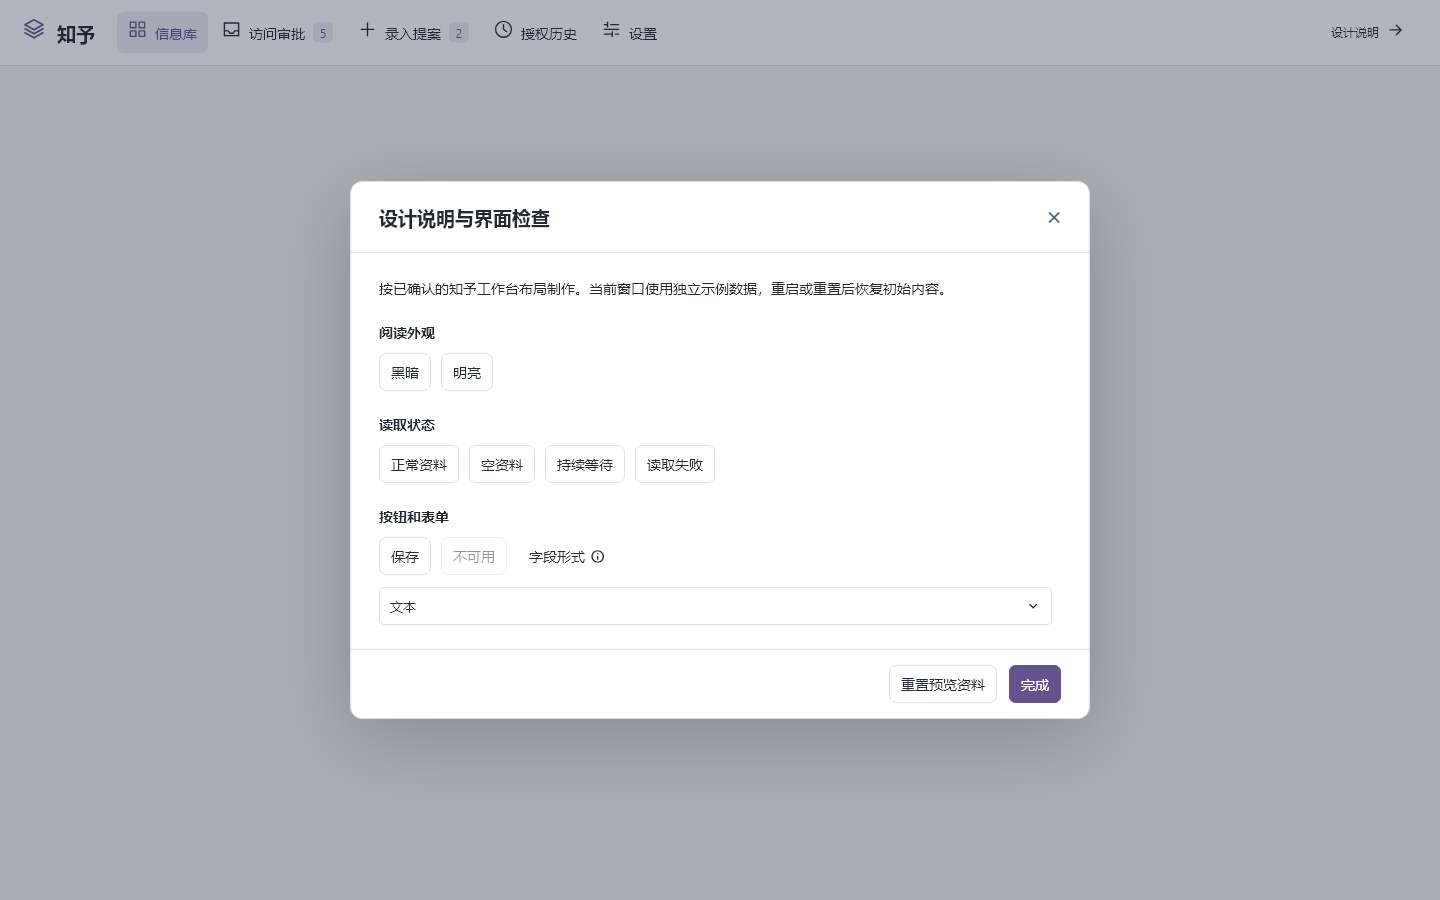 知予 信息库 访问审批 5 录入提案 2 授权历史 设置 设计说明
设计说明与界面检查
按已确认的知予工作台布局制作。当前窗口使用独立示例数据，重启或重置后恢复初始内容。
阅读外观
黑暗 明亮
读取状态
正常资料 空资料 持续等待 读取失败
按钮和表单
保存 不可用 字段形式
文本
重置预览资料 完成